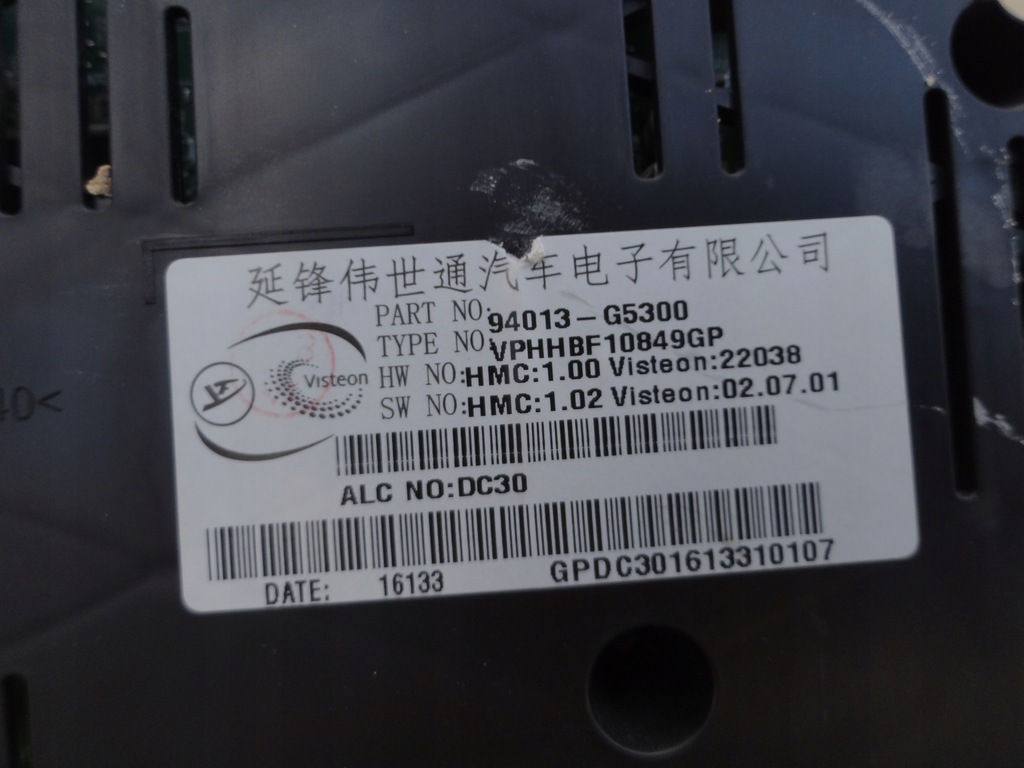 延锋伟世通汽车电子有限公司
PART NO: 94013-G5300
TYPE NO: VPHHBF10849GP
HW NO:HMC:1.00 Visteon:22038
SW NO:HMC:1.02 Visteon:02.07.01
YF
Visteon
ALC NO:DC30
GPDC301613310107
DATE: 16133
40<